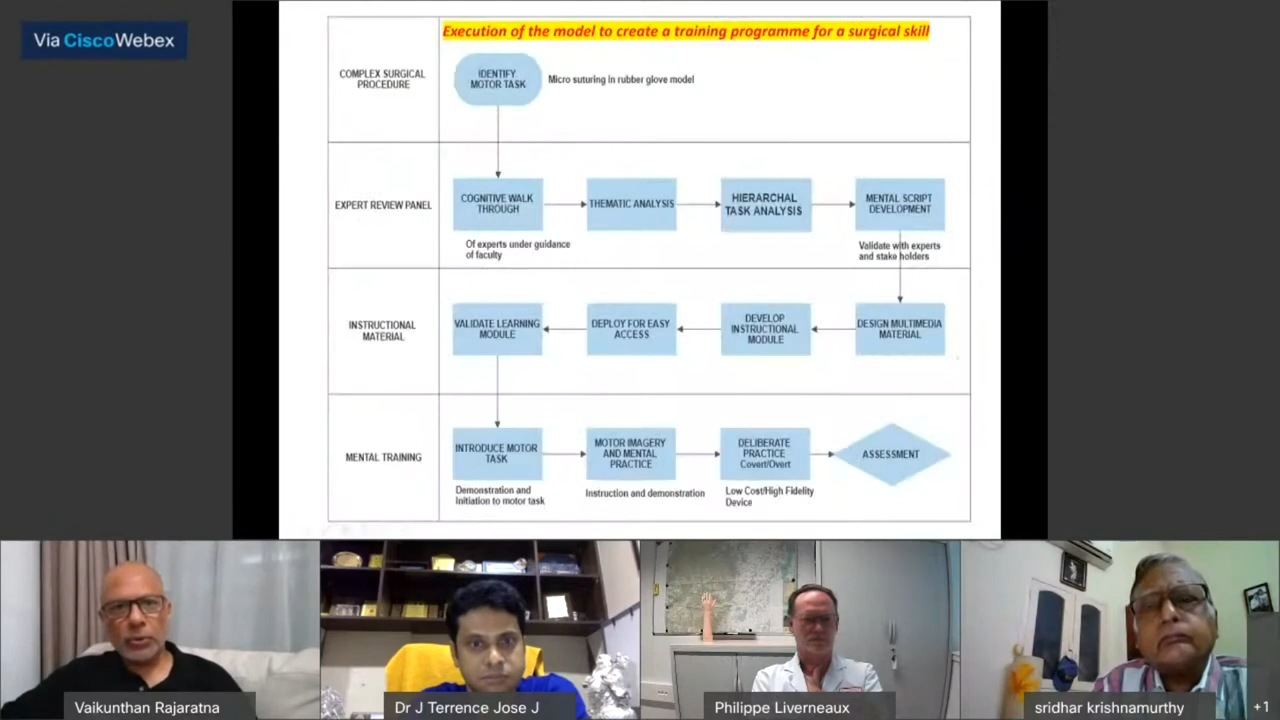 Via Cisco Webex
Execution of the model to create a training programme for a surgical skill
COMPLEX SURGICAL
PROCEDURE
IDENTIFY
MOTOR TASK
Micro suturing in rubber glove model
EXPERT REVIEW PANEL
COGNITIVE WALK
THROUGH
THEMATIC ANALYSIS
HIERARCHAL
TASK ANALYSIS
MENTAL SCRIPT
DEVELOPMENT
Of experts under guidance
of faculty
Validate with experts
and stake holders
INSTRUCTIONAL
MATERIAL
VALIDATE LEARNING
MODULE
DEPLOY FOR EASY
ACCESS
DEVELOP
INSTRUCTIONAL
MODULE
DESIGN MULTIMEDIA
MATERIAL
MENTAL TRAINING
INTRODUCE MOTOR
TASK
MOTOR IMAGERY
AND MENTAL
PRACTICE
DELIBERATE
PRACTICE
Covert/Overt
ASSESSMENT
Demonstration and
Initiation to motor task
Instruction and demonstration
Low Cost/High Fidelity
Device
Vaikunthan Rajaratna
Dr J Terrence Jose J
Philippe Liverneaux
sridhar krishnamurthy
+1